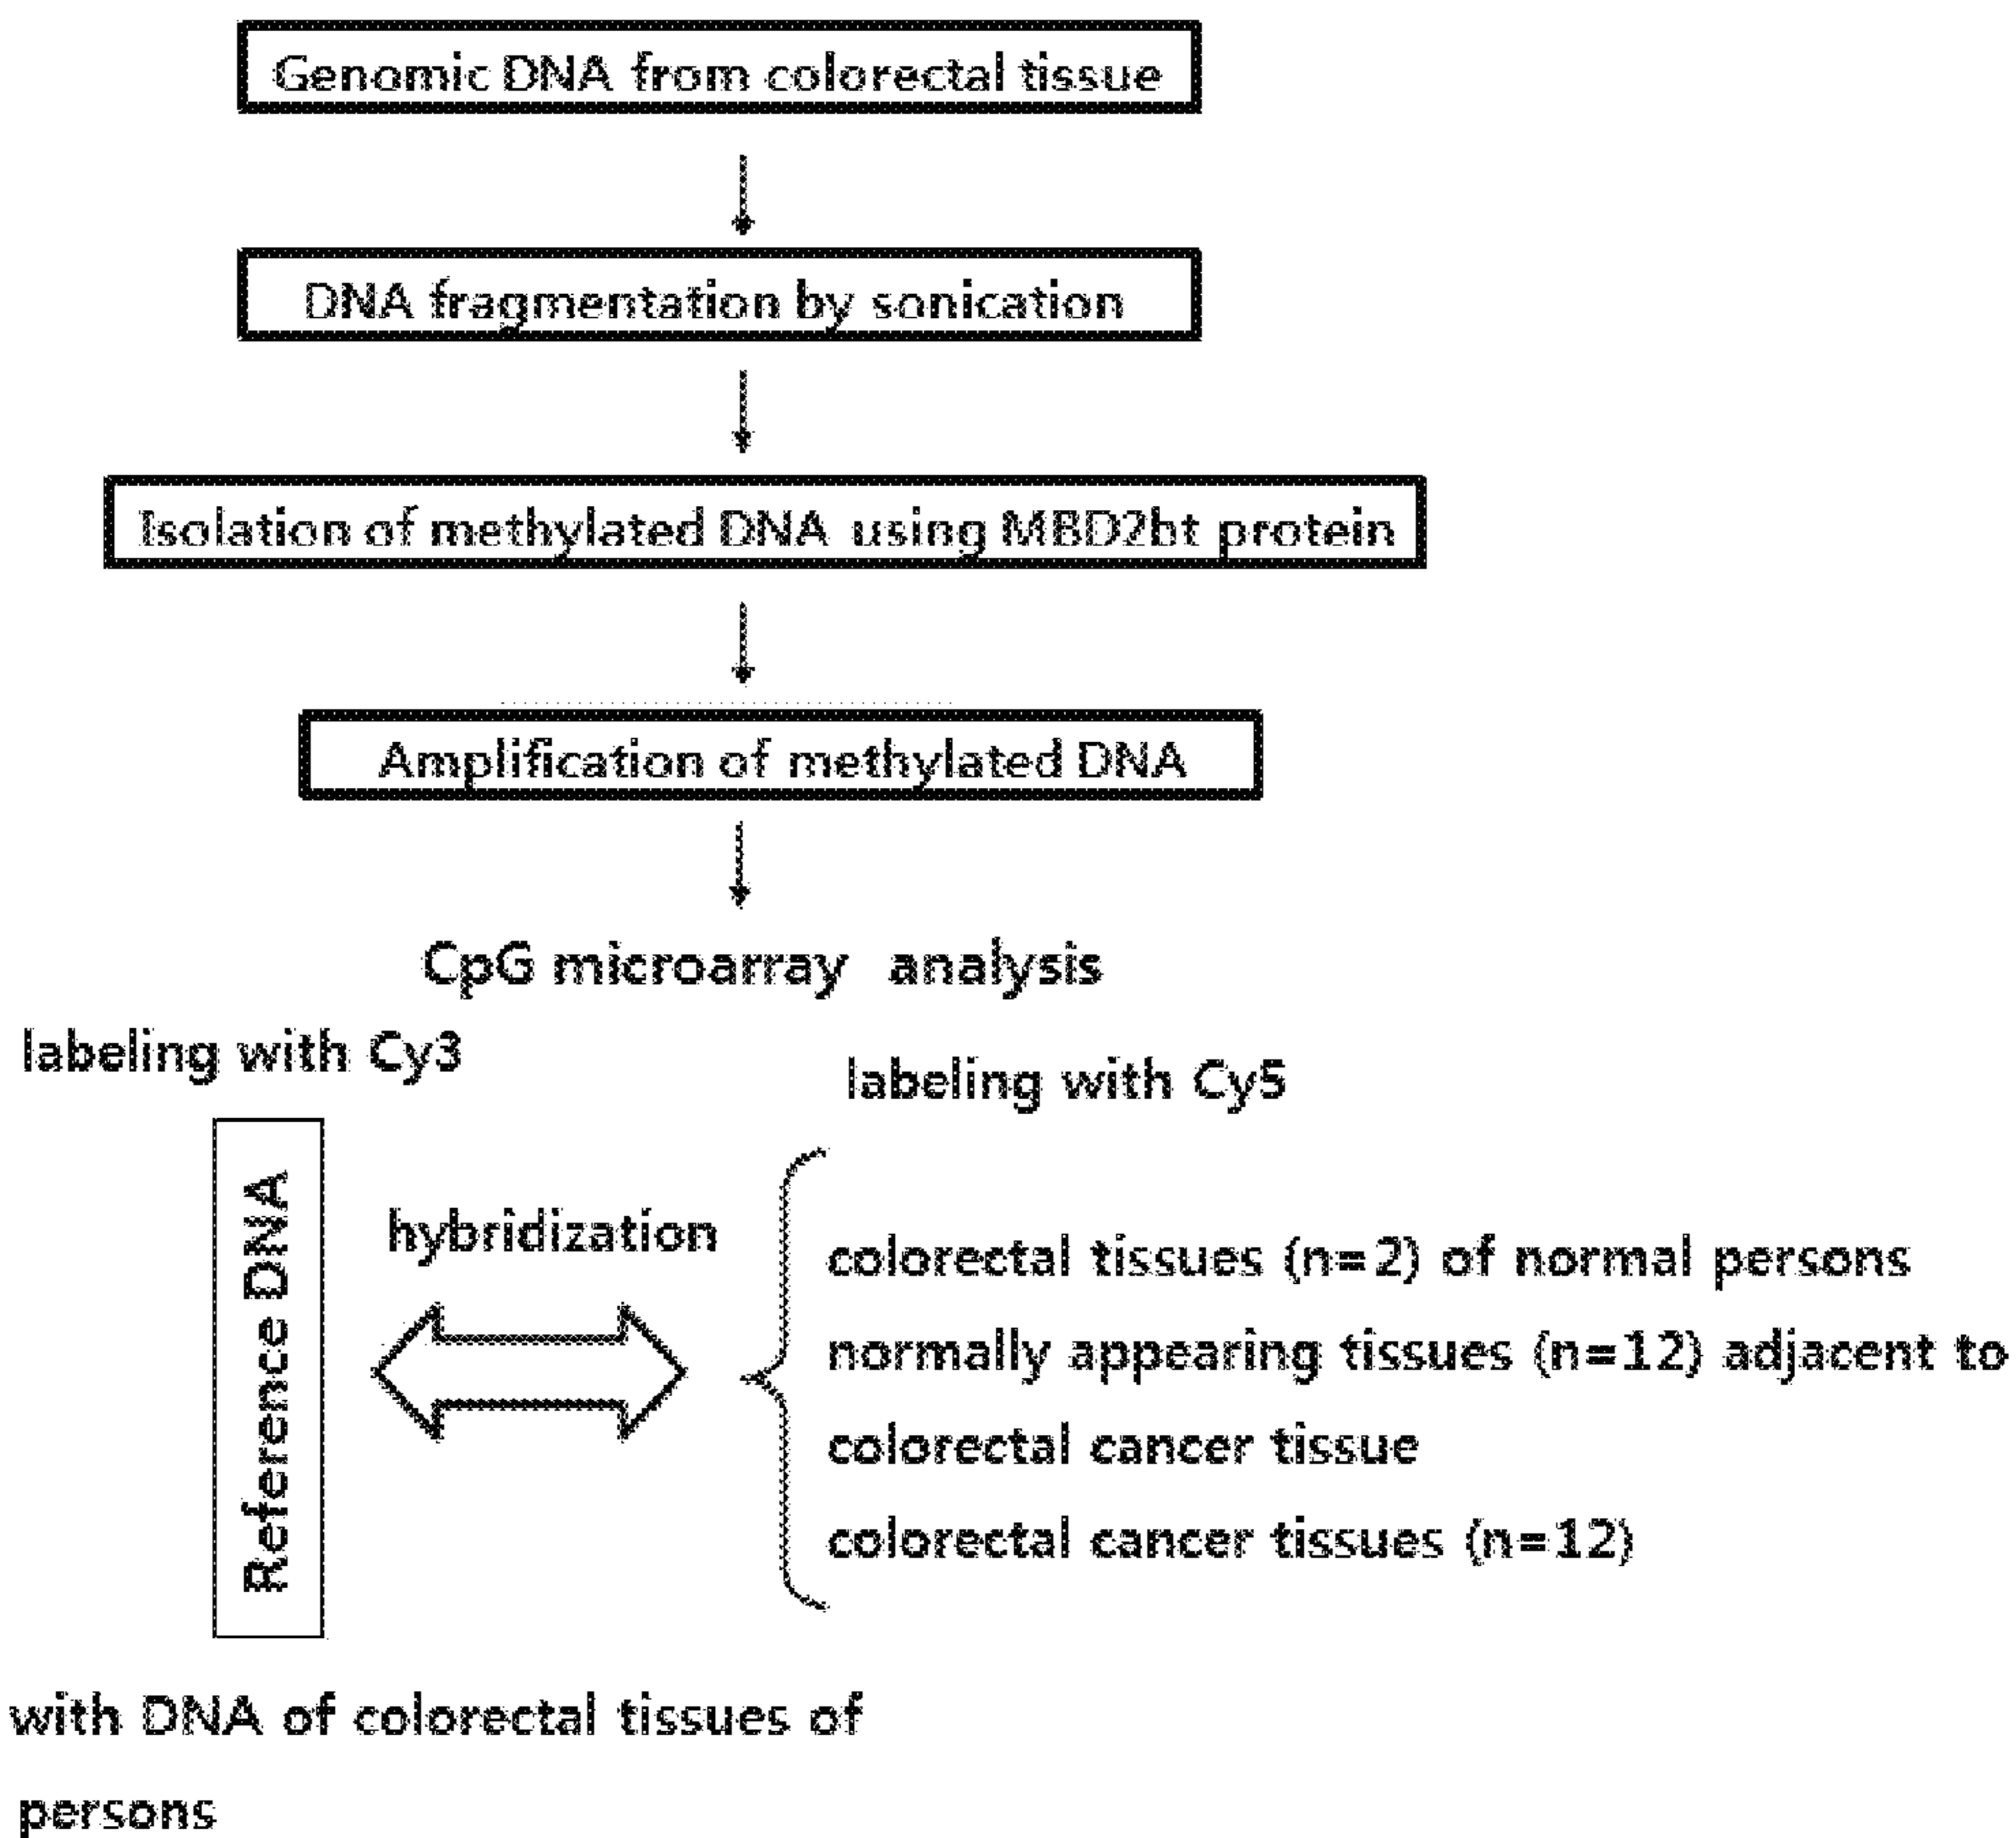 Genomic DNA from colorectal tissue
DNA fragmentation by sonication
Isolation of methylated DNA using MBD2bt protein
Amplification of methylated DNA
CpG microarray analysis
labeling with Cy3
labeling with Cy5
Reference DNA
hybridization
colorectal tissues (n=2) of normal persons
normally appearing tissues (n=12) adjacent to
colorectal cancer tissue
colorectal cancer tissues (n=12)
with DNA of colorectal tissues of
persons